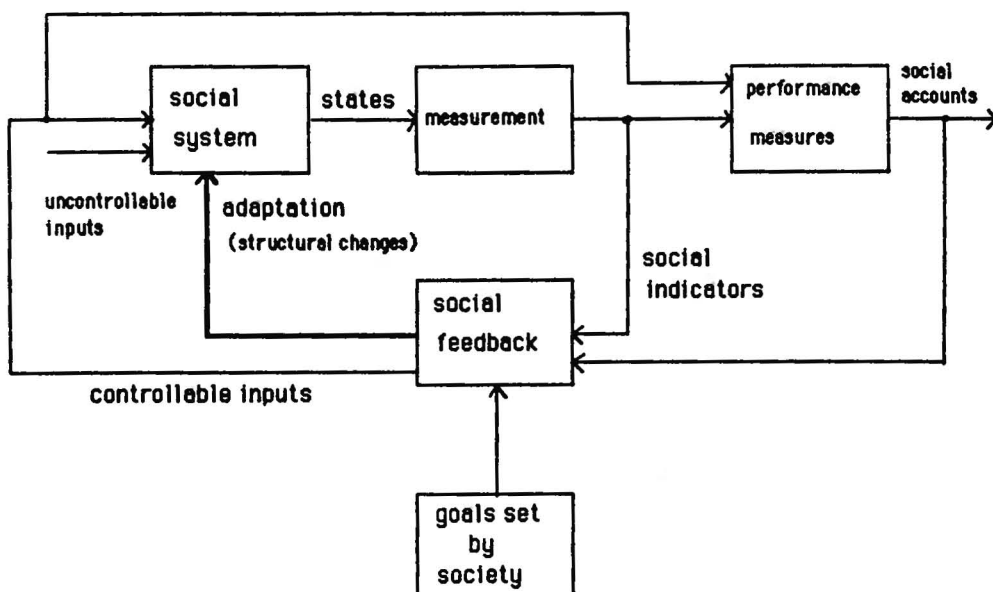 social
system
states
measurement
performance
measures
social
accounts
uncontrollable
inputs
adaptation
(structural changes)
social
indicators
social
feedback
controllable inputs
goals set
by
society